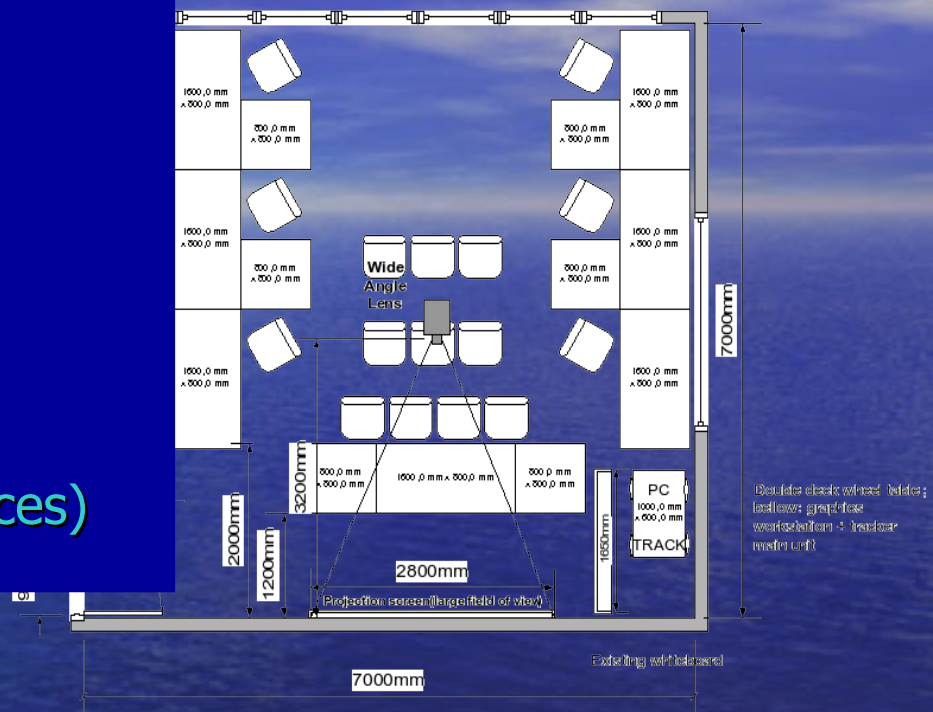 1600,0 mm
x 800,0 mm
1600,0 mm
x 800,0 mm
800,0 mm
x 800,0 mm
800,0 mm
x 800,0 mm
1600,0 mm
x 800,0 mm
1600,0 mm
x 800,0 mm
800,0 mm
x 800,0 mm
800,0 mm
x 800,0 mm
Wide
Angle
Lens
7000mm
1600,0 mm
x 800,0 mm
1600,0 mm
x 800,0 mm
3200mm
800,0 mm
x 800,0 mm
1600,0 mm x 800,0 mm
800,0 mm
x 800,0 mm
PC
1000,0 mm
x 600,0 mm
TRACK
Double deck wheel table:
bellow: graphics
workstation + tracker
main unit
ces)
2000mm
1200mm
1650mm
2800mm
Projection screen(large field of view)
Existing whiteboard
7000mm